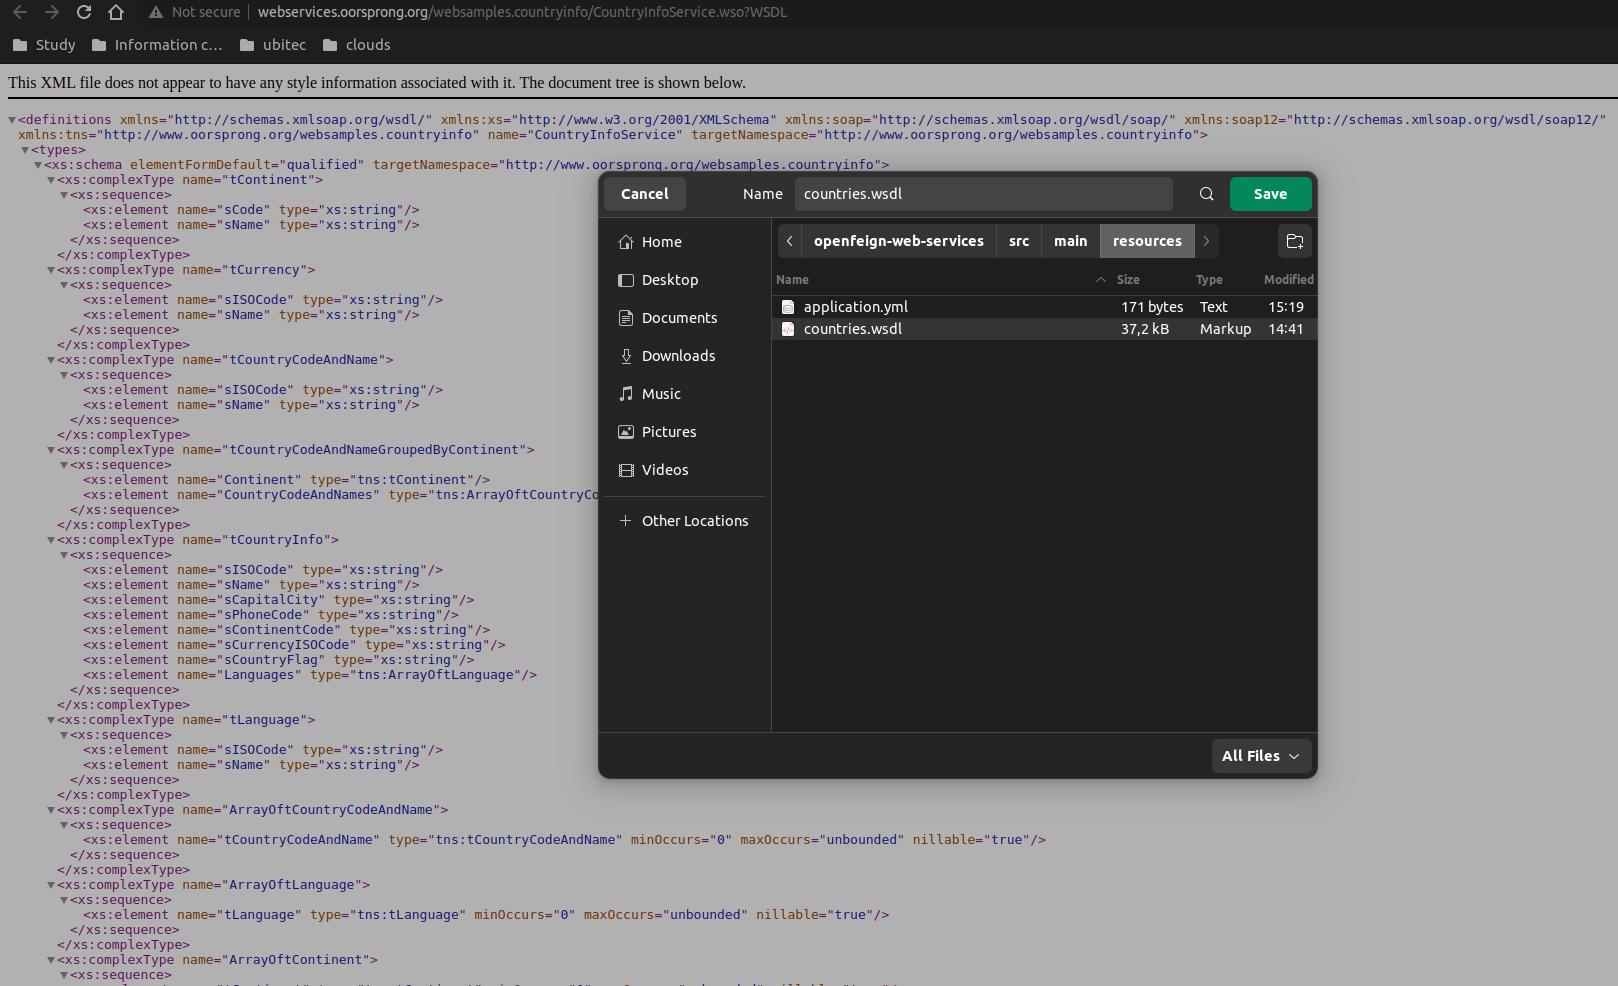 Not secure webservices.oorsprong.org/websamples.countryinfo/CountryInfoService.wso?WSDL
Study Information c... ubitec clouds
This XML file does not appear to have any style information associated with it. The document tree is shown below.
<definitions xmlns="http://schemas.xmlsoap.org/wsdl/" xmlns:xs="http://www.w3.org/2001/XMLSchema" xmlns:soap="http://schemas.xmlsoap.org/wsdl/soap/" xmlns:soap12="http://schemas.xmlsoap.org/wsdl/soap12/"
xmlns:tns="http://www.oorsprong.org/websamples.countryinfo" name="CountryInfoService" targetNamespace="http://www.oorsprong.org/websamples.countryinfo">
<types>
<xs:schema elementFormDefault="qualified" targetNamespace="http://www.oorsprong.org/websamples.countryinfo">
<xs:complexType name="tContinent">
<xs:sequence>
<xs:element name="sCode" type="xs:string"/>
<xs:element name="sName" type="xs:string"/>
</xs:sequence>
</xs:complexType>
<xs:complexType name="tCurrency">
<xs:sequence>
<xs:element name="sISOCode" type="xs:string"/>
<xs:element name="sName" type="xs:string"/>
</xs:sequence>
</xs:complexType>
<xs:complexType name="tCountryCodeAndName">
<xs:sequence>
<xs:element name="sISOCode" type="xs:string"/>
<xs:element name="sName" type="xs:string"/>
</xs:sequence>
</xs:complexType>
<xs:complexType name="tCountryCodeAndNameGroupedByContinent">
<xs:sequence>
<xs:element name="Continent" type="tns:tContinent"/>
<xs:element name="CountryCodeAndNames" type="tns:ArrayOftCountryCo
</xs:sequence>
</xs:complexType>
<xs:complexType name="tCountryInfo">
<xs:sequence>
<xs:element name="sISOCode" type="xs:string"/>
<xs:element name="sName" type="xs:string"/>
<xs:element name="sCapitalCity" type="xs:string"/>
<xs:element name="sPhoneCode" type="xs:string"/>
<xs:element name="sContinentCode" type="xs:string"/>
<xs:element name="sCurrencyISOCode" type="xs:string"/>
<xs:element name="sCountryFlag" type="xs:string"/>
<xs:element name="Languages" type="tns:ArrayOftLanguage"/>
</xs:sequence>
</xs:complexType>
<xs:complexType name="tLanguage">
<xs:sequence>
<xs:element name="sISOCode" type="xs:string"/>
<xs:element name="sName" type="xs:string"/>
</xs:sequence>
</xs:complexType>
<xs:complexType name="ArrayOftCountryCodeAndName">
<xs:sequence>
<xs:element name="tCountryCodeAndName" type="tns:tCountryCodeAndName" minOccurs="0" maxOccurs="unbounded" nillable="true"/>
</xs:sequence>
</xs:complexType>
<xs:complexType name="ArrayOftLanguage">
<xs:sequence>
<xs:element name="tLanguage" type="tns:tLanguage" minOccurs="0" maxOccurs="unbounded" nillable="true"/>
</xs:sequence>
</xs:complexType>
<xs:complexType name="ArrayOftContinent">
<xs:sequence>
Cancel Name countries.wsdl Save
Home
Desktop
Documents
Downloads
Music
Pictures
Videos
+ Other Locations
openfeign-web-services src main resources
Name Size Type Modified
application.yml 171 bytes Text 15:19
countries.wsdl 37,2 kB Markup 14:41
All Files